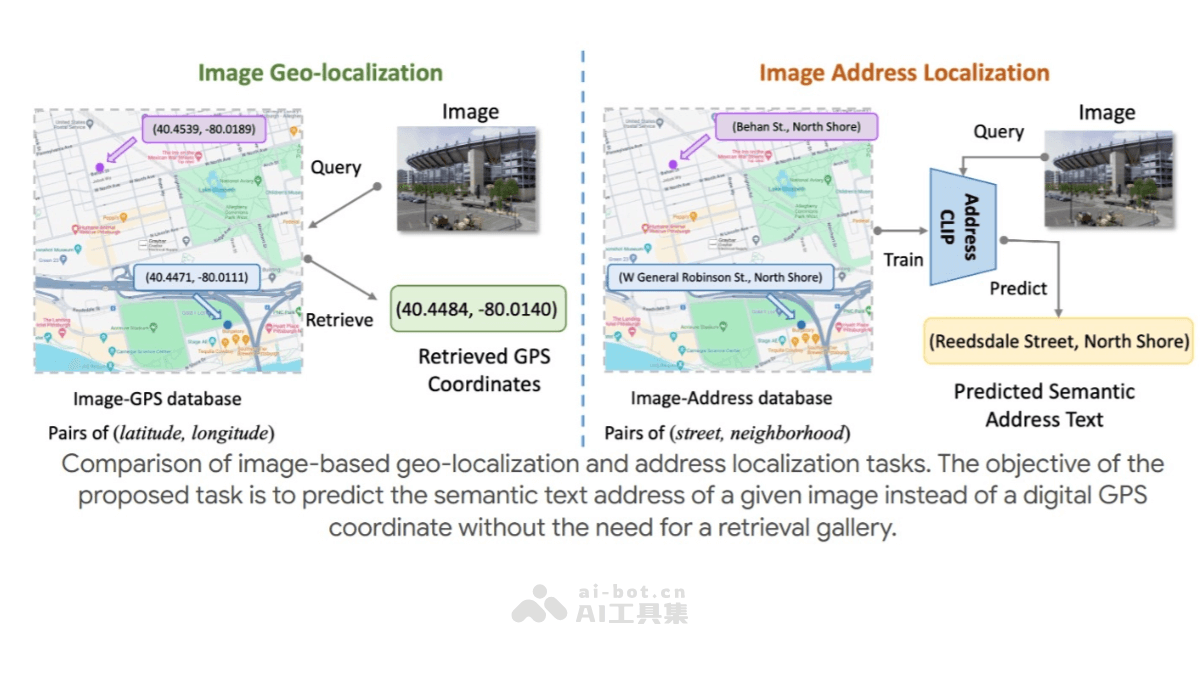 Image Geo-localization
(40.4539, -80.0189)
(40.4471, -80.0111)
Image
Query
Retrieve
(40.4484, -80.0140)
Retrieved GPS
Coordinates
Image-GPS database
Pairs of (latitude, longitude)
Image Address Localization
(Behan St., North Shore)
(W General Robinson St., North Shore)
Image
Query
Address
CLIP
Train
Predict
(Reedsdale Street, North Shore)
Predicted Semantic
Address Text
Image-Address database
Pairs of (street, neighborhood)
Comparison of image-based geo-localization and address localization tasks. The objective of the
proposed task is to predict the semantic text address of a given image instead of a digital GPS
coordinate without the need for a retrieval gallery.
ai-bot.cn
AI工具集